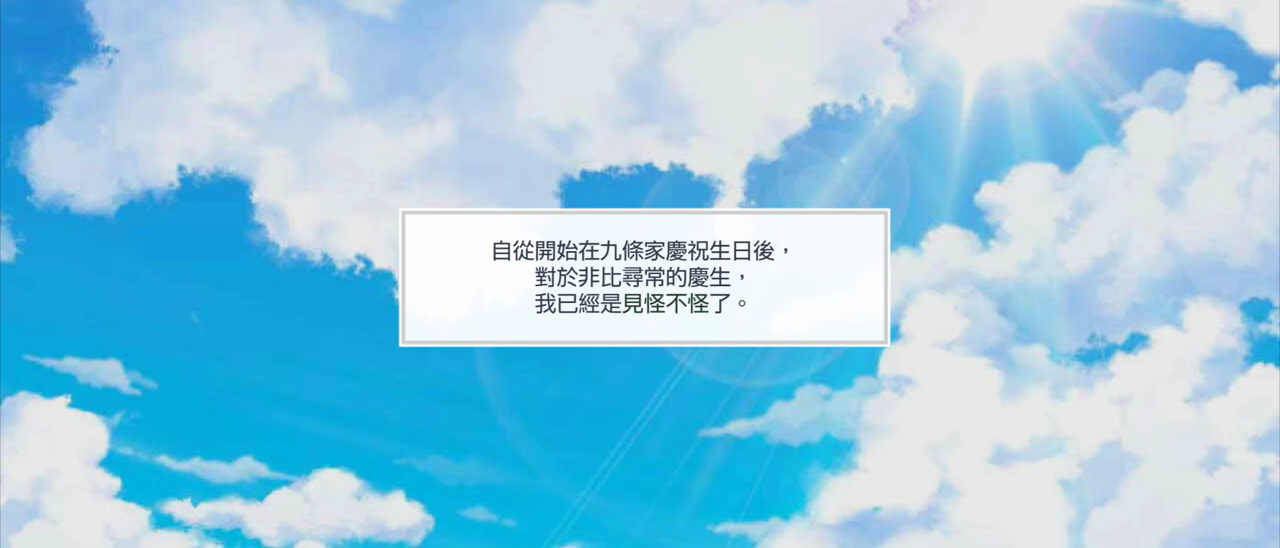 自從開始在九條家慶祝生日後，
對於非比尋常的慶生，
我已經是見怪不怪了。